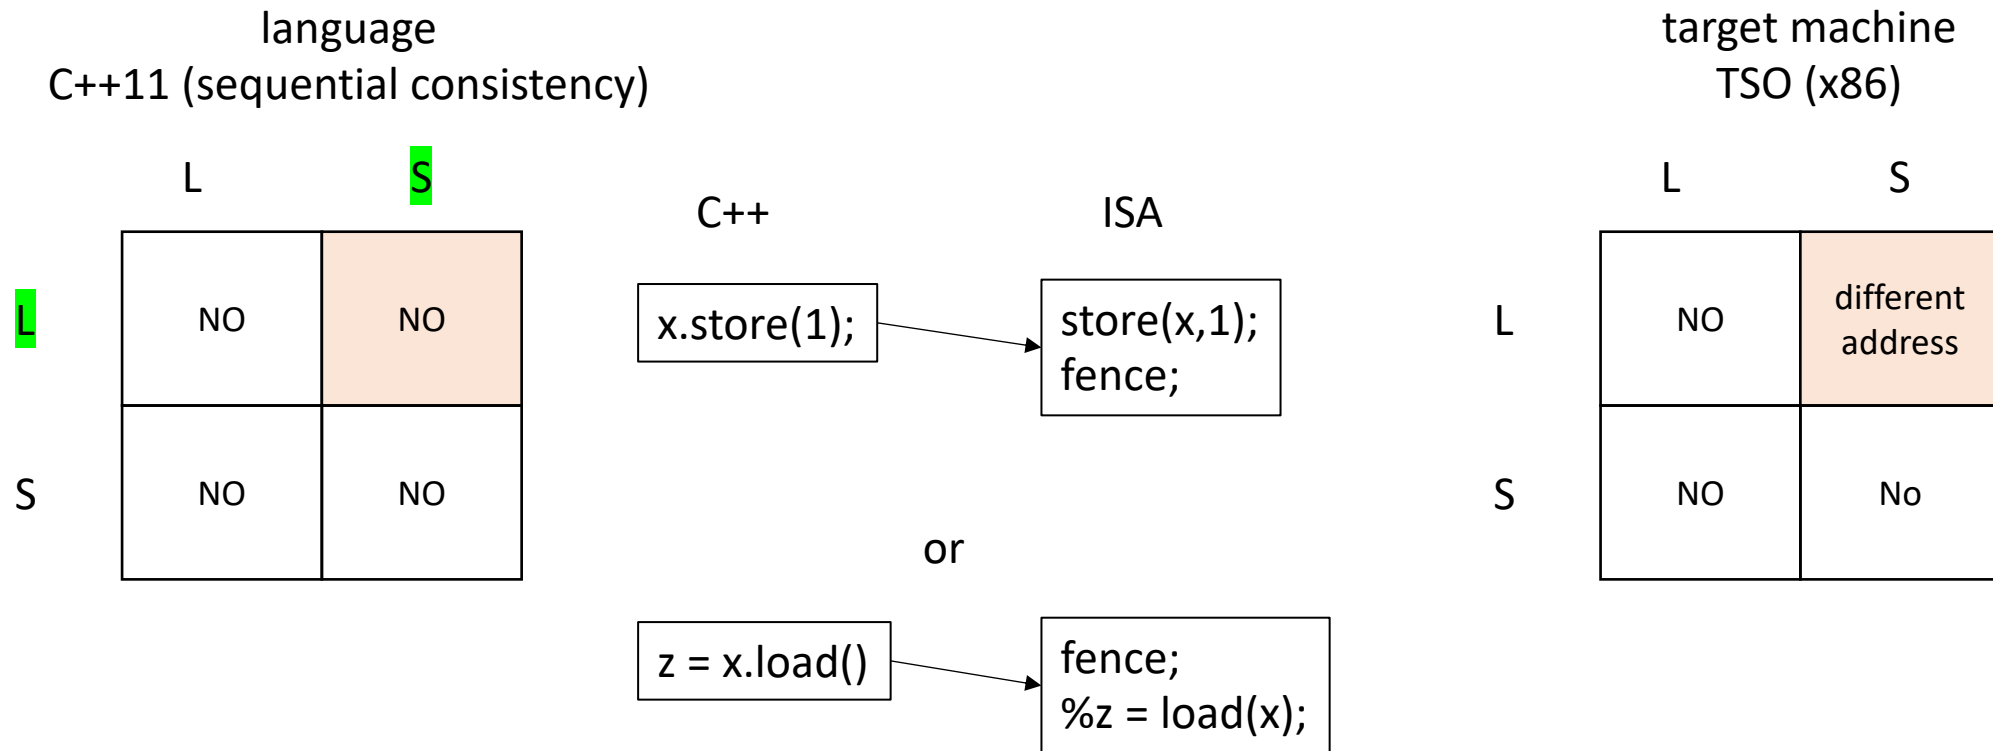 language
C++11 (sequential consistency)
L
S
L
NO
NO
S
NO
NO
C++
ISA
x.store(1);
store(x,1);
fence;
or
z = x.load()
fence;
%z = load(x);
target machine
TSO (x86)
L
S
L
NO
different
address
S
NO
No